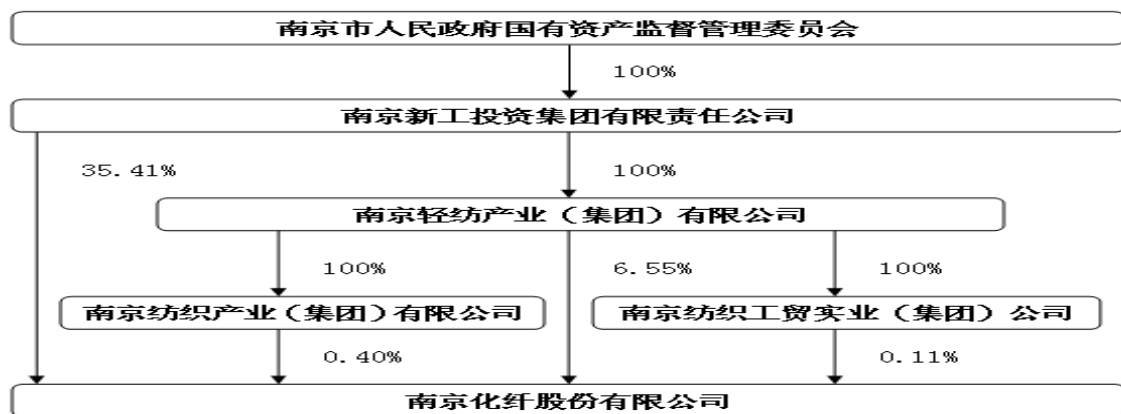 南京市人民政府国有资产监督管理委员会
100%
南京新工投资集团有限责任公司
35.41%
100%
南京轻纺产业（集团）有限公司
100%
6.55%
100%
南京纺织产业（集团）有限公司
南京纺织工贸实业（集团）公司
0.40%
0.11%
南京化纤股份有限公司